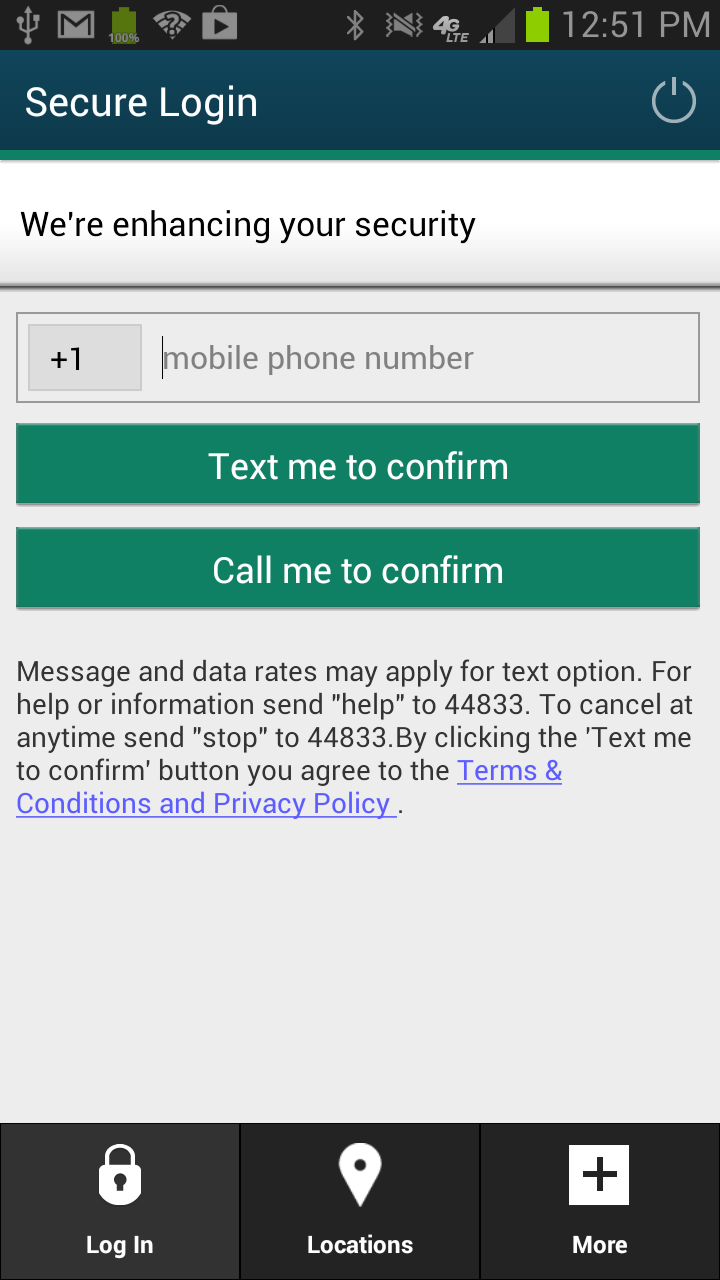 100%
4G
LTE
12:51 PM
Secure Login
We're enhancing your security
+1
mobile phone number
Text me to confirm
Call me to confirm
Message and data rates may apply for text option. For
help or information send "help" to 44833. To cancel at
anytime send "stop" to 44833.By clicking the 'Text me
to confirm' button you agree to the Terms &
Conditions and Privacy Policy .
Log In
Locations
More